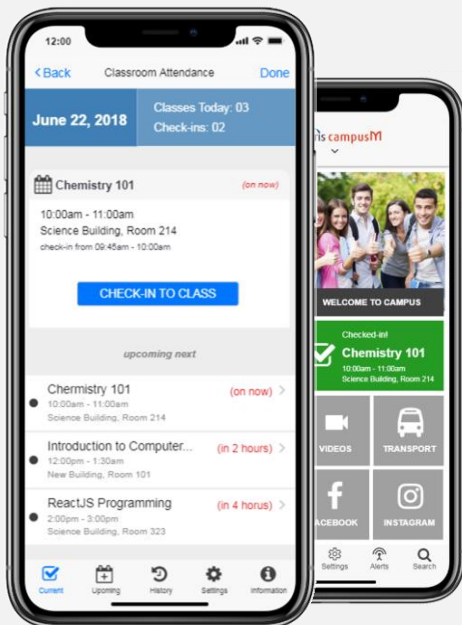 12:00
Back Classroom Attendance Done
June 22, 2018
Classes Today: 03
Check-ins: 02
Chemistry 101 (on now)
10:00am - 11:00am
Science Building, Room 214
check-in from 09:45am - 10:00am
CHECK-IN TO CLASS
upcoming next
Chermistry 101 (on now)
10:00am - 11:00am
Science Building, Room 214
Introduction to Computer... (in 2 hours)
12:00pm - 1:30am
New Building, Room 101
ReactJS Programming (in 4 horus)
2:00pm - 3:00pm
Science Building, Room 323
Current Upcoming History Settings Information
campusM
WELCOME TO CAMPUS
Checked-in!
Chemistry 101
10:00am - 11:00am
Science Building, Room 214
VIDEOS TRANSPORT
ACEBOOK INSTAGRAM
Settings Alerts Search